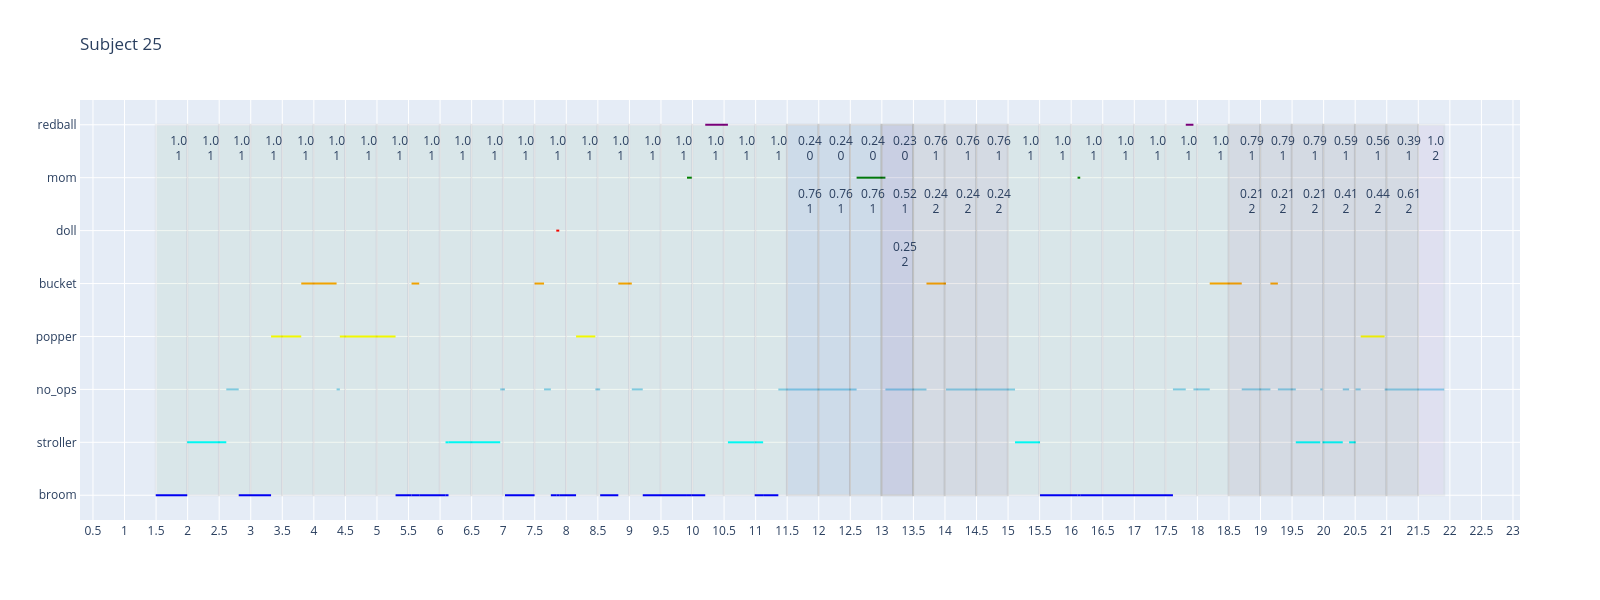 Subject 25
redball
1.0 1.0 1.0 1.0 1.0 1.0 1.0 1.0 1.0 1.0 1.0 1.0 1.0 1.0 1.0 1.0 1.0 1.0 1.0 1.0 0.24 0.24 0.24 0.23 0.76 0.76 0.76 1.0 1.0 1.0 1.0 1.0 1.0 1.0 0.79 0.79 0.79 0.59 0.56 0.39 1.0
1 1 1 1 1 1 1 1 1 1 1 1 1 1 1 1 1 1 1 1 0 0 0 0 1 1 1 1 1 1 1 1 1 1 1 1 1 1 1 1 2
mom
0.76 0.76 0.76 0.52 0.24 0.24 0.24 0.21 0.21 0.21 0.41 0.44 0.61
1 1 1 1 2 2 2 2 2 2 2 2 2
doll
0.25
2
bucket
popper
no_ops
stroller
broom
0.5 1 1.5 2 2.5 3 3.5 4 4.5 5 5.5 6 6.5 7 7.5 8 8.5 9 9.5 10 10.5 11 11.5 12 12.5 13 13.5 14 14.5 15 15.5 16 16.5 17 17.5 18 18.5 19 19.5 20 20.5 21 21.5 22 22.5 23